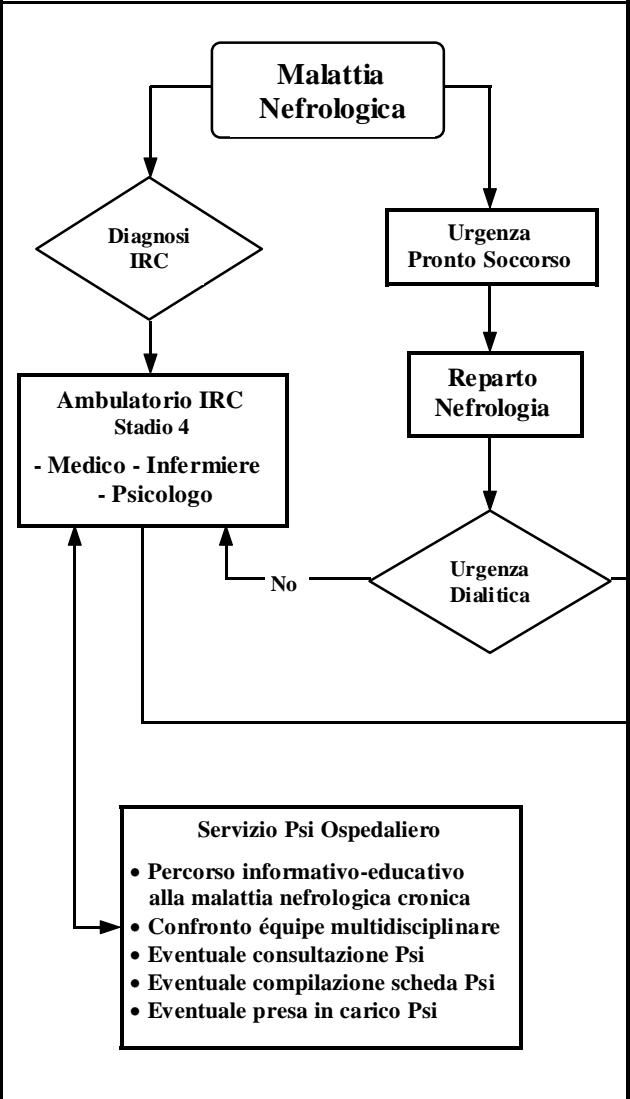 Malattia
Nefrologica
Diagnosi
IRC
Urgenza
Pronto Soccorso
Ambulatorio IRC
Stadio 4
- Medico - Infermiere
- Psicologo
Reparto
Nefrologia
Urgenza
Dialitica
No
Servizio Psi Ospedaliero
• Percorso informativo-educativo
alla malattia nefrologica cronica
• Confronto équipe multidisciplinare
• Eventuale consultazione Psi
• Eventuale compilazione scheda Psi
• Eventuale presa in carico Psi